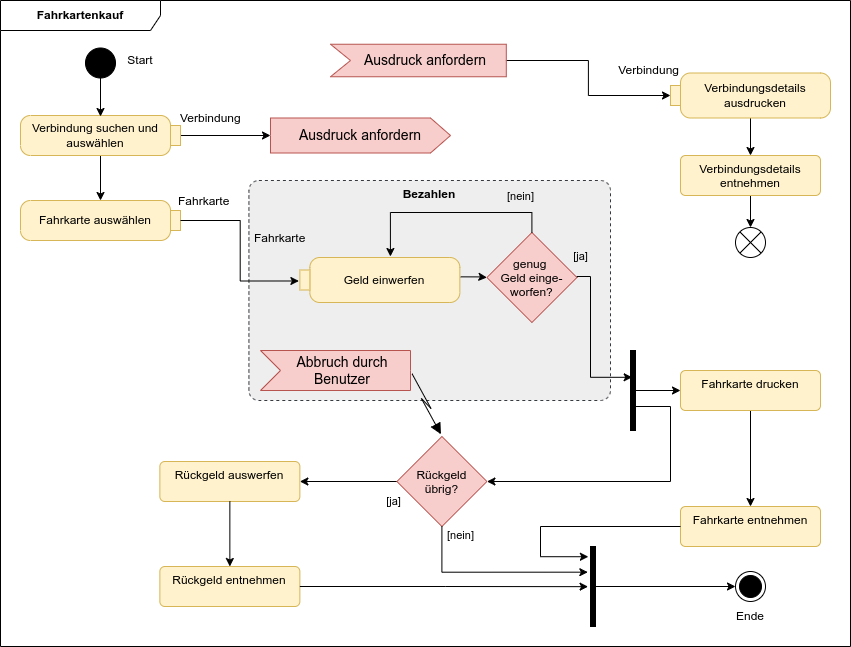 Fahrkartenkauf
Start
Ausdruck anfordern
Verbindung
Verbindungsdetails
ausdrucken
Verbindung suchen und
auswählen
Verbindung
Ausdruck anfordern
Verbindungsdetails
entnehmen
Fahrkarte auswählen
Fahrkarte
Bezahlen
[nein]
Fahrkarte
Geld einwerfen
genug
Geld einge-
worfen?
[ja]
Abbruch durch
Benutzer
Fahrkarte drucken
Rückgeld auswerfen
[ja]
Rückgeld
übrig?
[nein]
Fahrkarte entnehmen
Rückgeld entnehmen
Ende